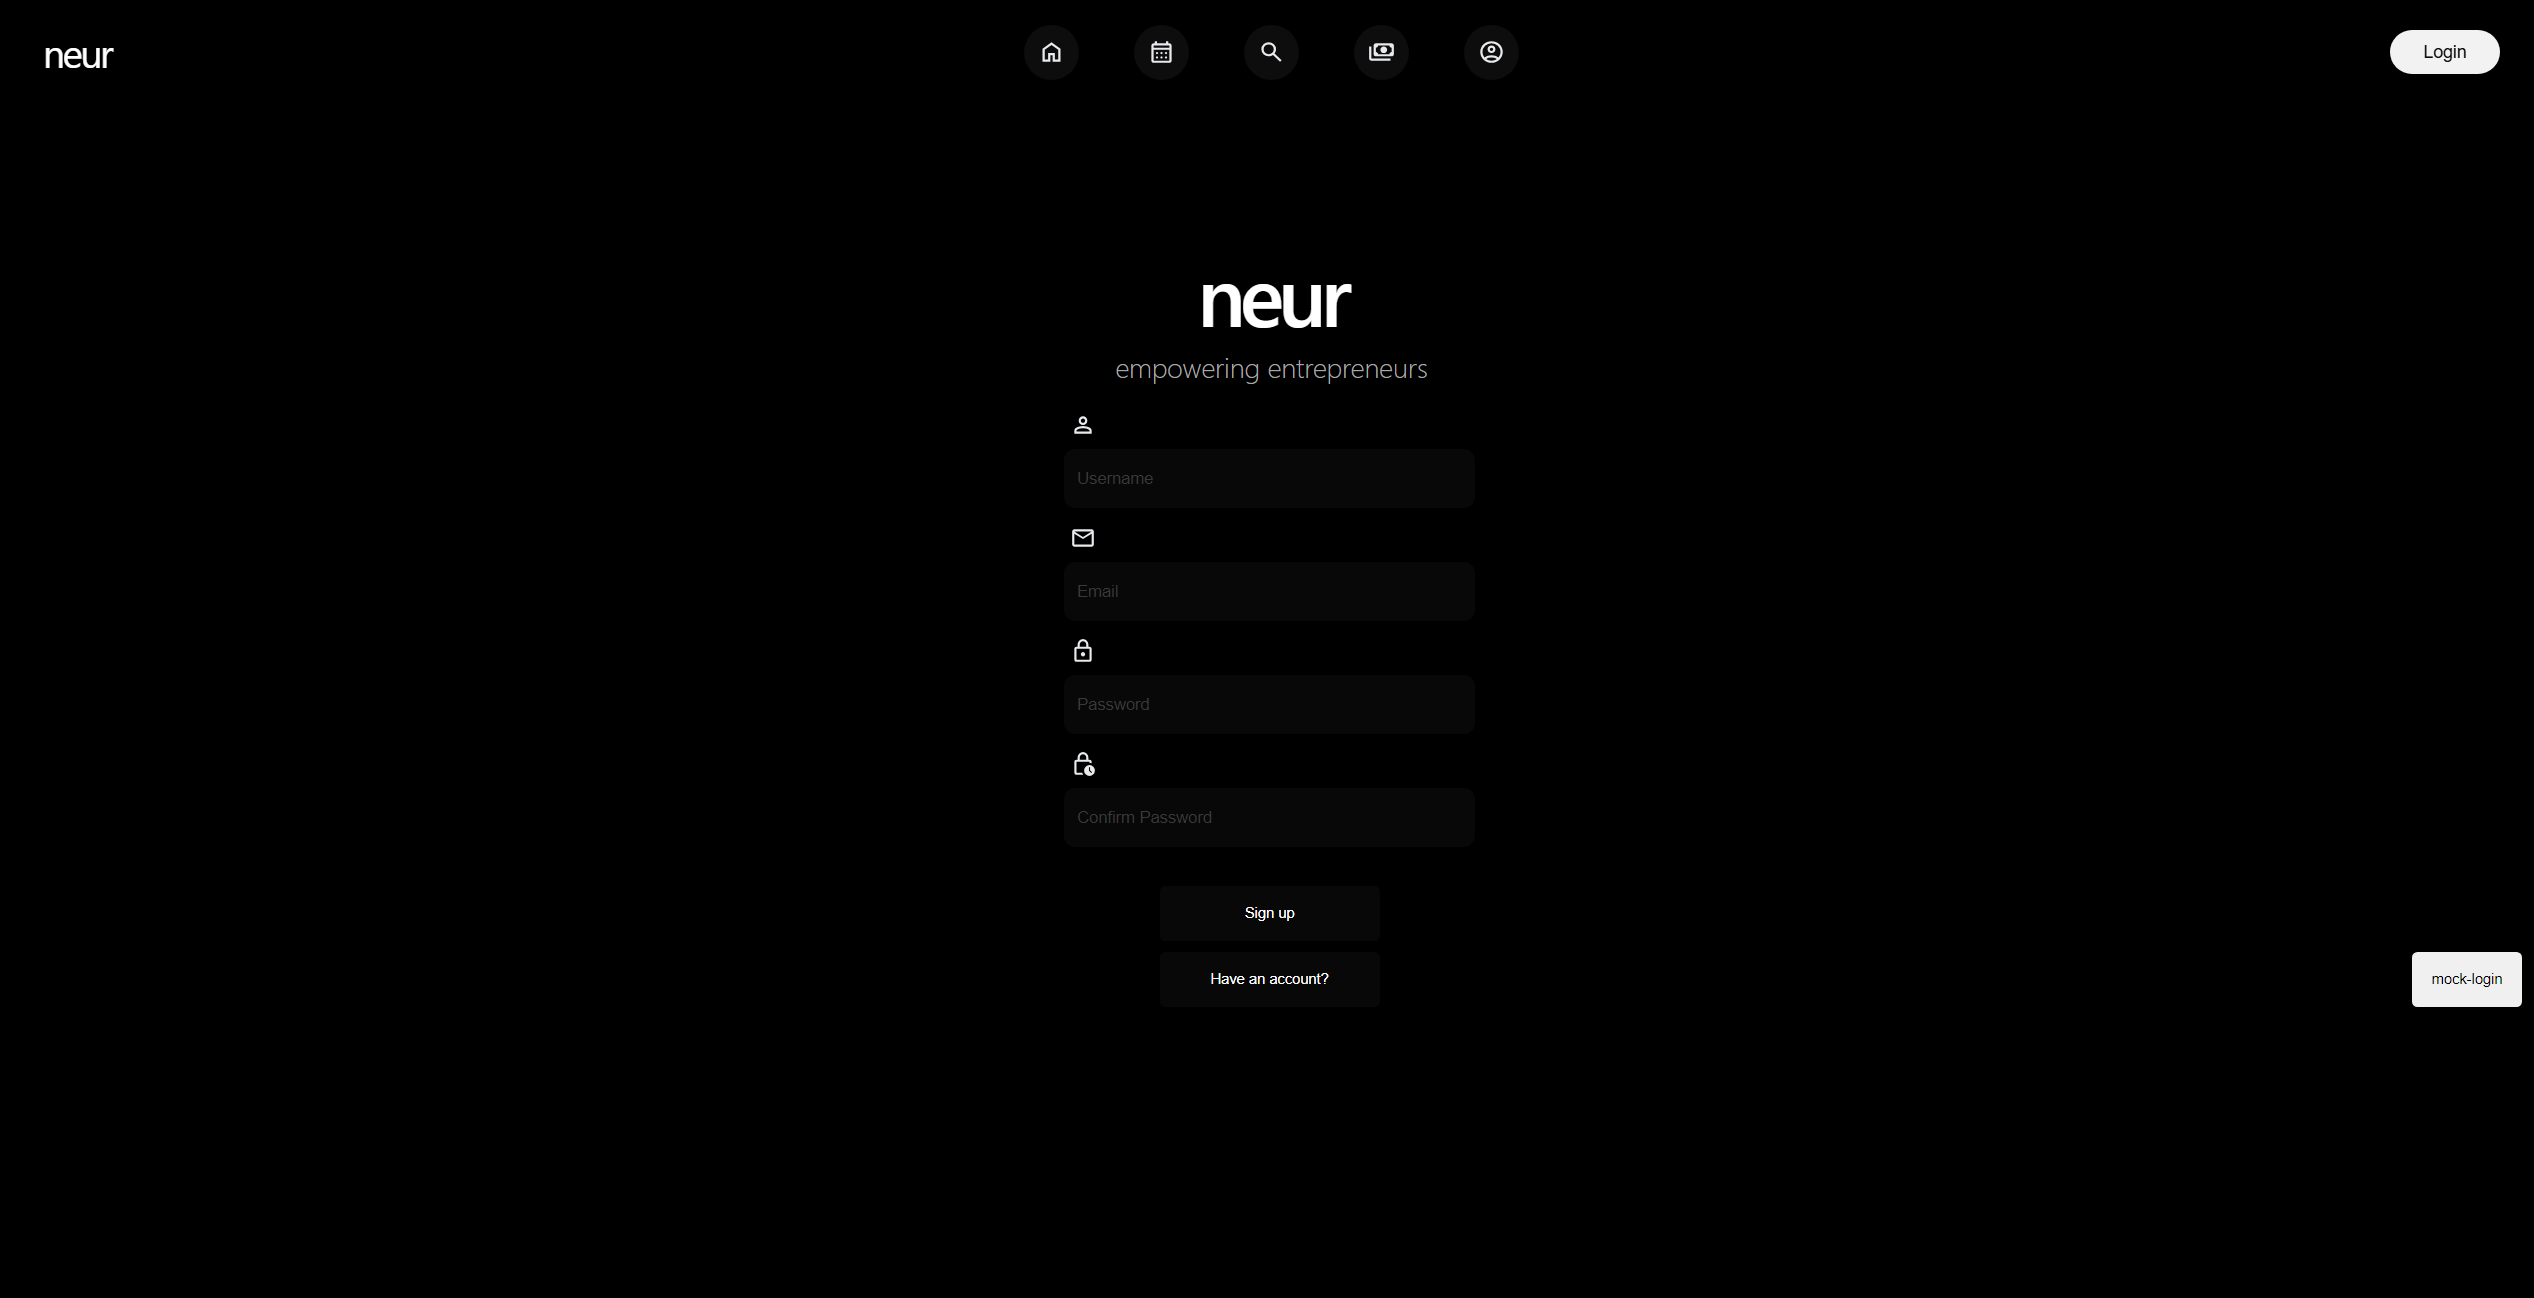 neur
Login
neur
empowering entrepreneurs
Username
Email
Password
Confirm Password
Sign up
Have an account?
mock-login